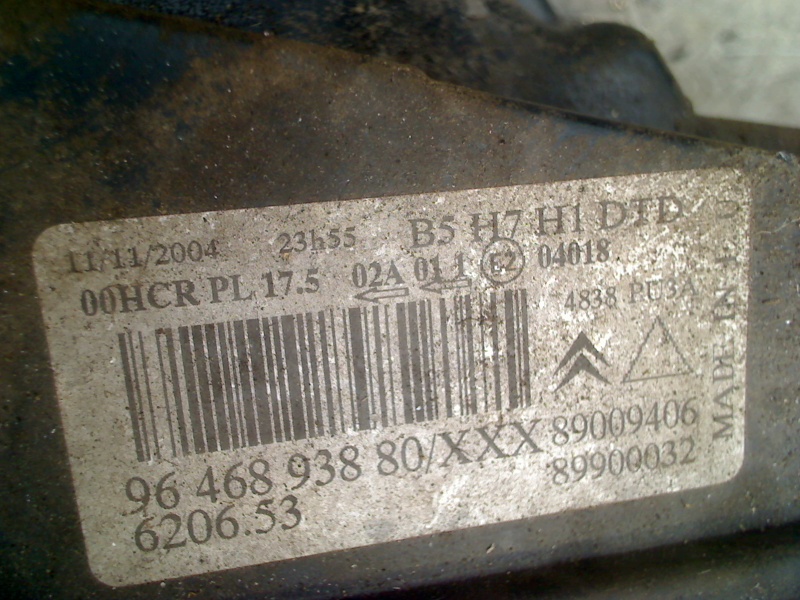 11/11/2004 23h55 B5 H7 H1 DTD
00HCR PL 17.5 02A 01 1 E2 04018
4838 PU3A
96 468 938 80/XXX 89009406
6206.53 89900032
MADE IN